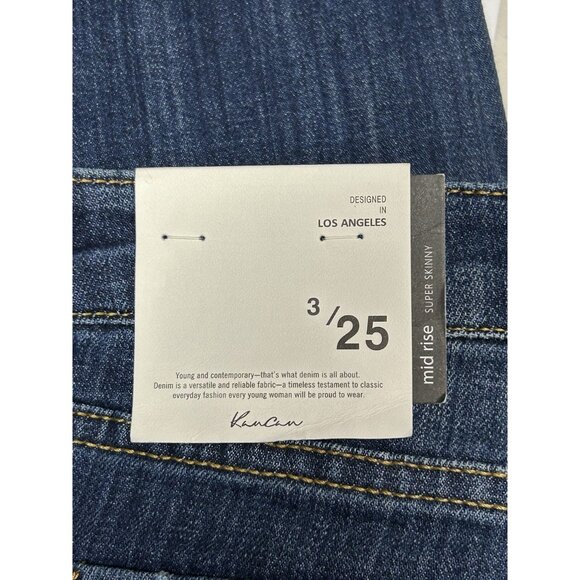 DESIGNED
IN
LOS ANGELES
3/25
Young and contemporary—that's what denim is all about.
Denim is a versatile and reliable fabric—a timeless testament to classic
everyday fashion every young woman will be proud to wear.
KanCan
mid rise SUPER SKINNY